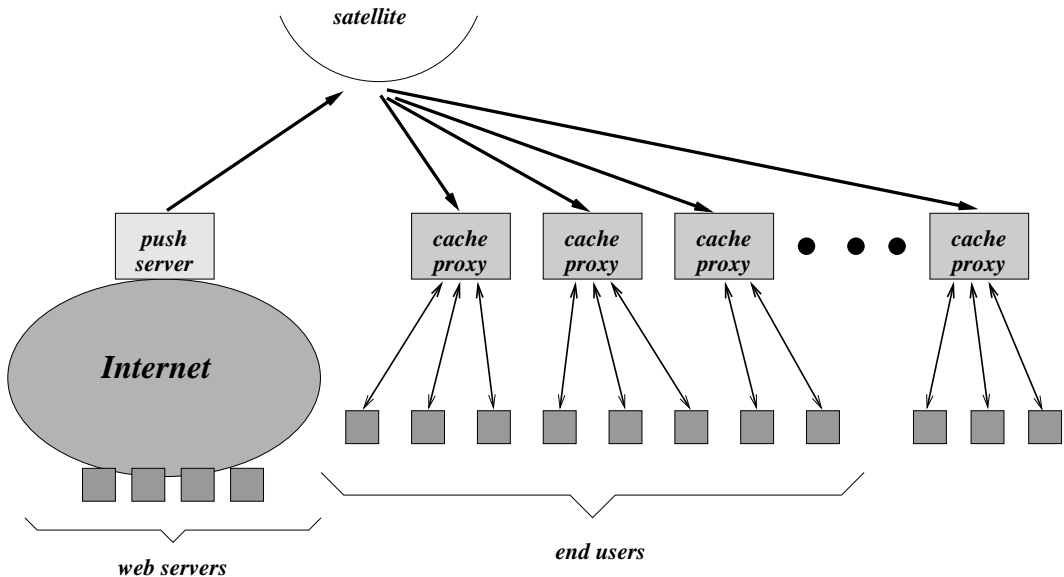 satellite
push
server
cache
proxy
cache
proxy
cache
proxy
cache
proxy
Internet
web servers
end users